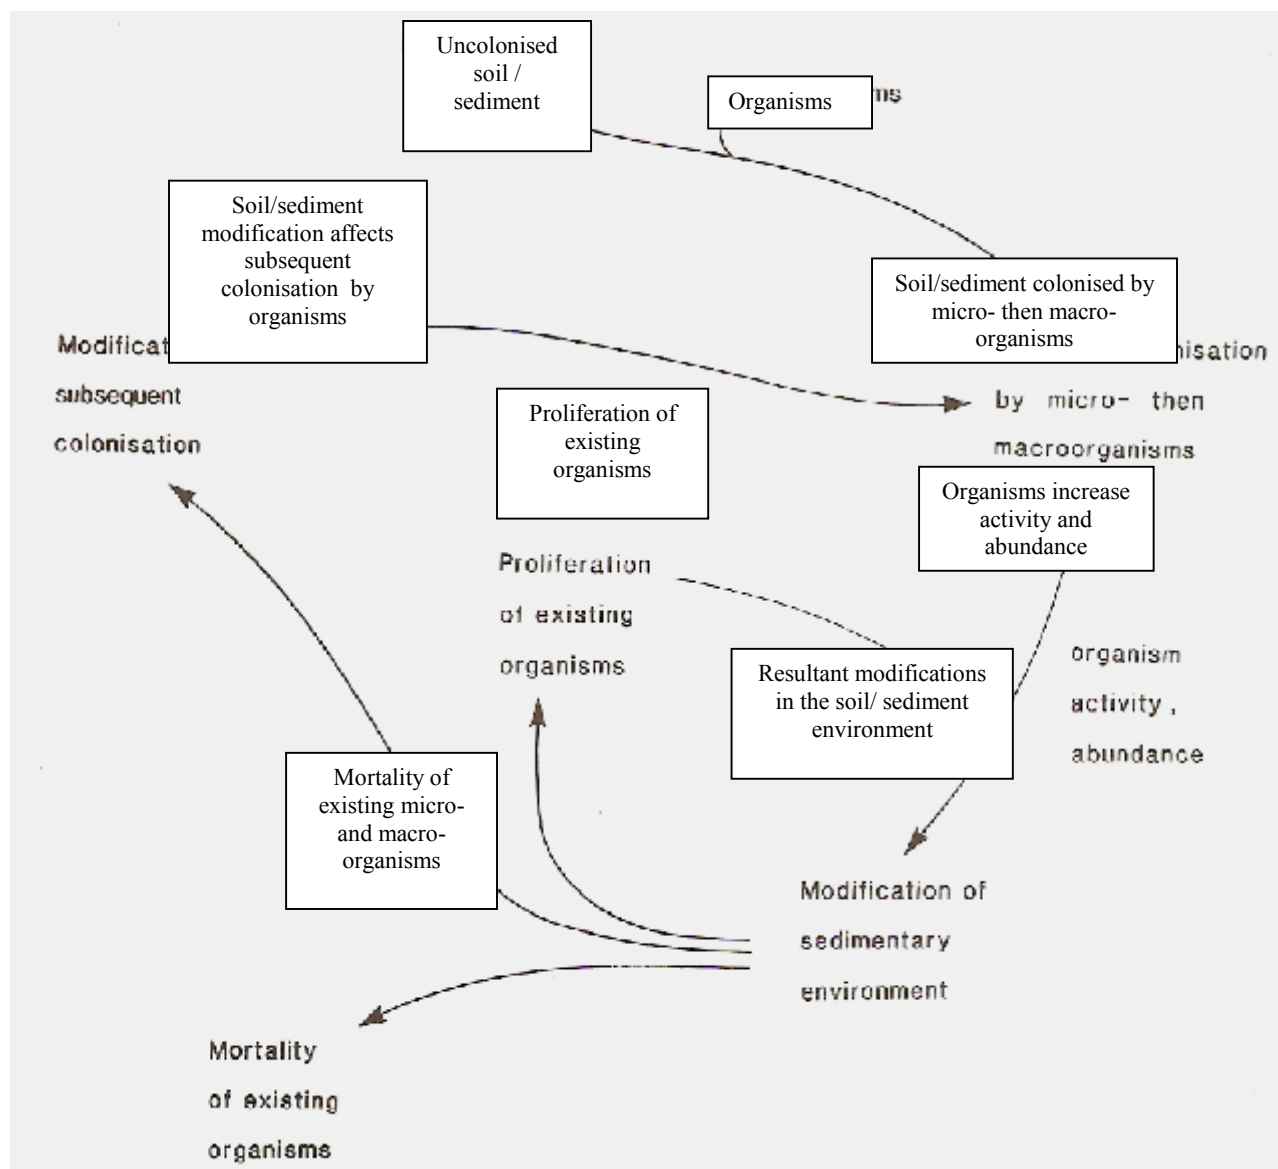 Uncolonised
soil /
sediment
Organisms
ms
Soil/sediment
modification affects
subsequent
colonisation by
organisms
Soil/sediment colonised by
micro- then macro-
organisms
Modificat
subsequent
colonisation
nisation
by micro- then
macroorganisms
Proliferation of
existing
organisms
Organisms increase
activity and
abundance
Proliferation
of existing
organisms
Resultant modifications
in the soil/ sediment
environment
organism
activity,
abundance
Mortality of
existing micro-
and macro-
organisms
Modification of
sedimentary
environment
Mortality
of existing
organisms